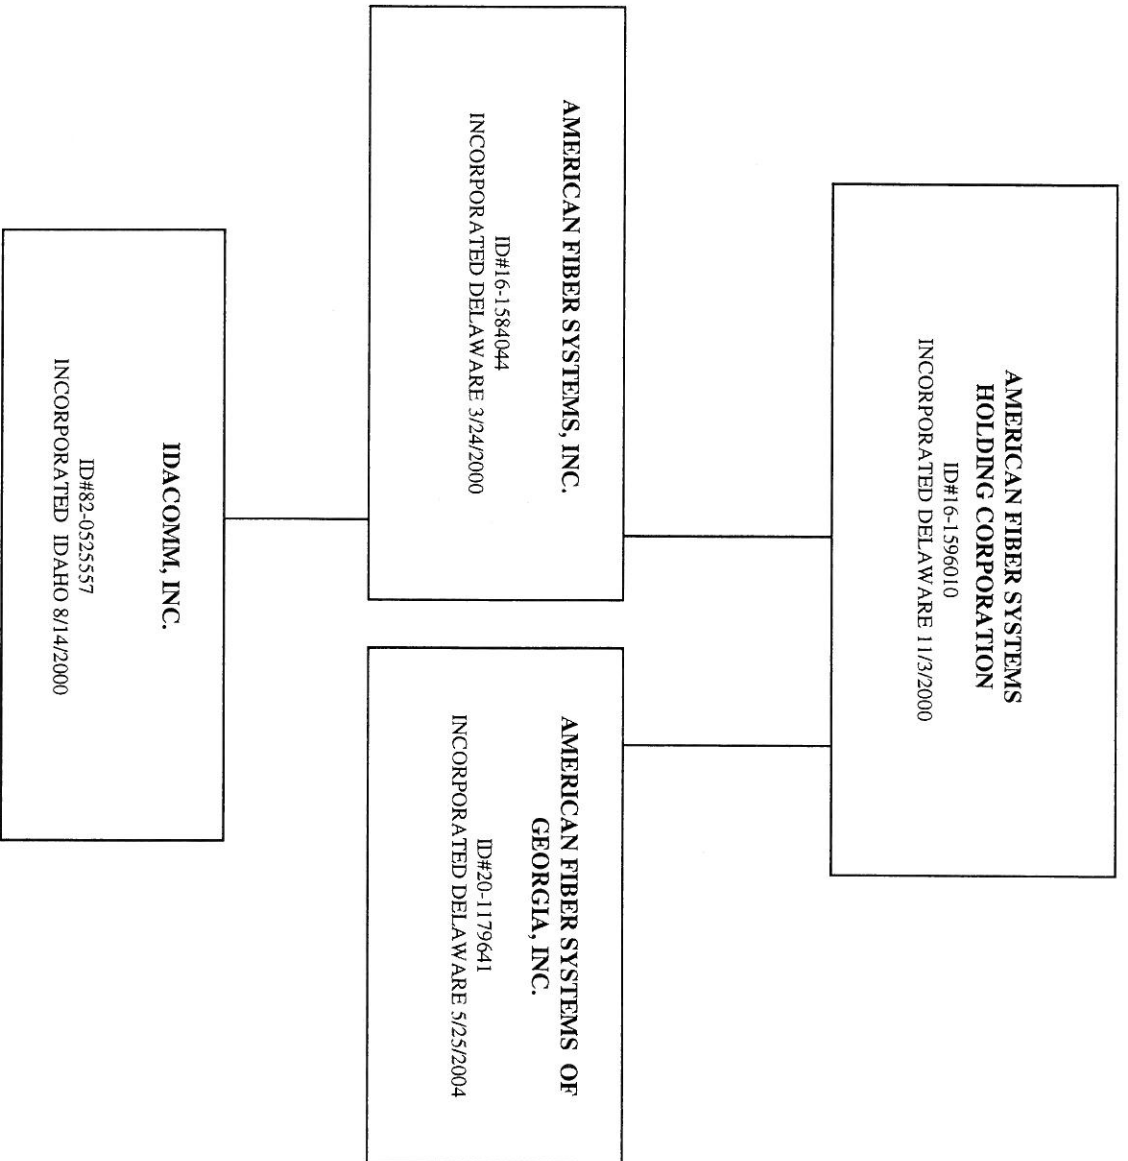 AMERICAN FIBER SYSTEMS
HOLDING CORPORATION
ID#16-1596010
INCORPORATED DELAWARE 11/3/2000
AMERICAN FIBER SYSTEMS, INC.
ID#16-1584044
INCORPORATED DELAWARE 3/24/2000
AMERICAN FIBER SYSTEMS OF
GEORGIA, INC.
ID#20-1179641
INCORPORATED DELAWARE 5/25/2004
IDACOMM, INC.
ID#82-0525557
INCORPORATED IDAHO 8/14/2000